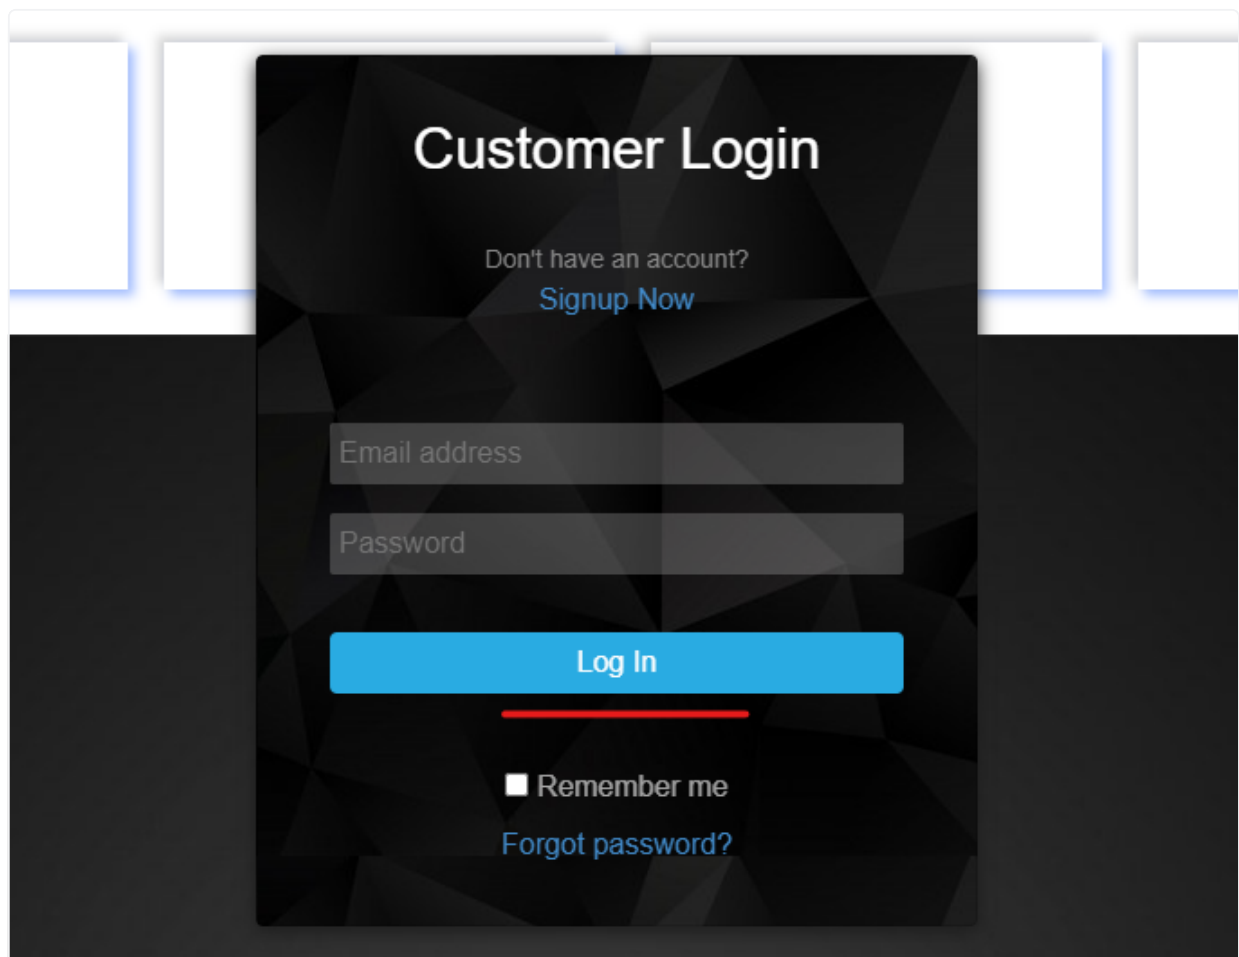 Customer Login
Don't have an account?
Signup Now
Email address
Password
Log In
Remember me
Forgot password?